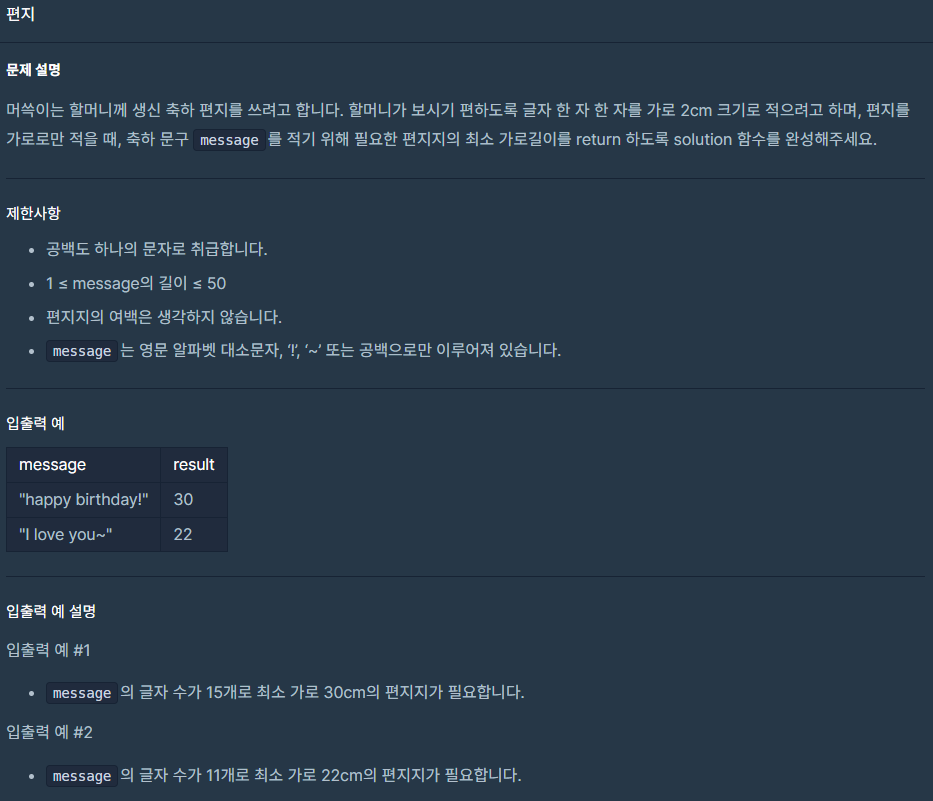 편지
문제 설명
머쓱이는 할머니께 생신 축하 편지를 쓰려고 합니다. 할머니가 보시기 편하도록 글자 한 자 한 자를 가로 2cm 크기로 적으려고 하며, 편지를
가로로만 적을 때, 축하 문구 message 를 적기 위해 필요한 편지지의 최소 가로길이를 return 하도록 solution 함수를 완성해주세요.
제한사항
• 공백도 하나의 문자로 취급합니다.
• 1 ≤ message의 길이 ≤ 50
• 편지지의 여백은 생각하지 않습니다.
• message 는 영문 알파벳 대소문자, ‘!’, ‘~’ 또는 공백으로만 이루어져 있습니다.
입출력 예
message result
"happy birthday!" 30
"I love you~" 22
입출력 예 설명
입출력 예 #1
• message 의 글자 수가 15개로 최소 가로 30cm의 편지지가 필요합니다.
입출력 예 #2
• message 의 글자 수가 11개로 최소 가로 22cm의 편지지가 필요합니다.